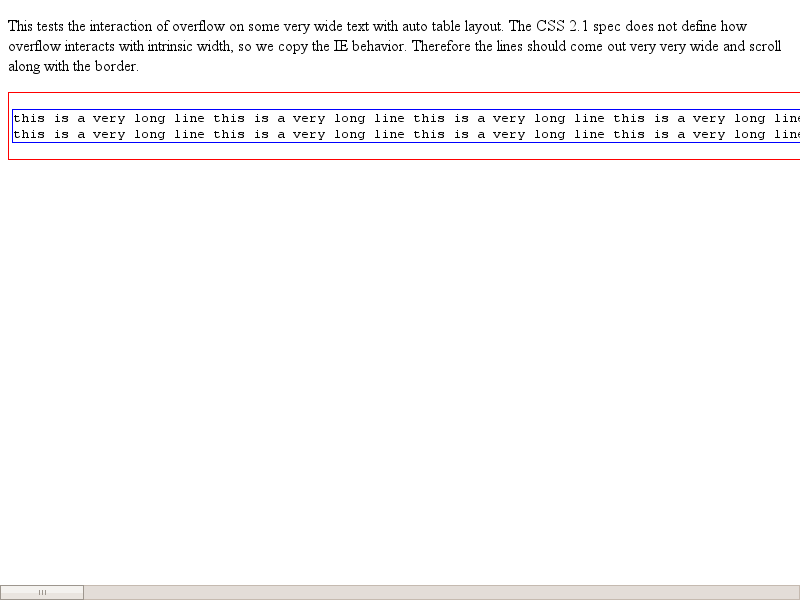 This tests the interaction of overflow on some very wide text with auto table layout. The CSS 2.1 spec does not define how
overflow interacts with intrinsic width, so we copy the IE behavior. Therefore the lines should come out very very wide and scroll
along with the border.
this is a very long line this is a very long line this is a very long line this is a very long line
this is a very long line this is a very long line this is a very long line this is a very long line